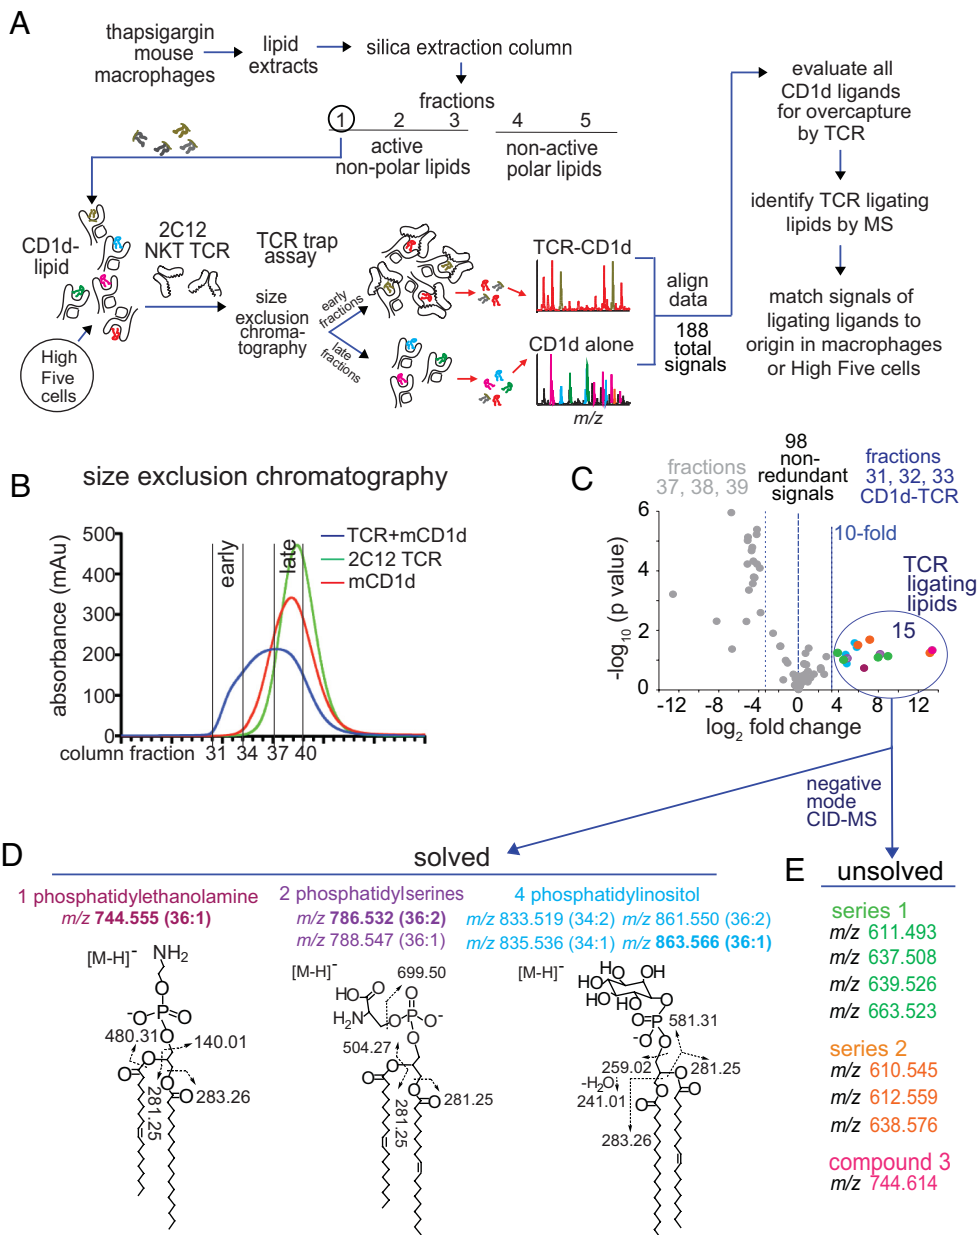 A
thapsigargin
mouse
macrophages
lipid
extracts
silica extraction column
fractions
1 2 3 4 5
active
non-polar lipids
non-active
polar lipids
evaluate all
CD1d ligands
for overcapture
by TCR
identify TCR ligating
lipids by MS
match signals of
ligating ligands to
origin in macrophages
or High Five cells
CD1d-
lipid
2C12
NKT TCR
TCR trap
assay
size
exclusion
chroma-
tography
early
fractions
late
fractions
High
Five
cells
TCR-CD1d
CD1d alone
m/z
align
data
188
total
signals
B
size exclusion chromatography
absorbance (mAu)
500
400
300
200
100
0
early
late
TCR+mCD1d
2C12 TCR
mCD1d
column fraction 31 34 37 40
C
fractions
37, 38, 39
98
non-
redundant
signals
fractions
31, 32, 33
CD1d-TCR
10-fold
TCR
ligating
lipids
15
-log10 (p value)
6
4
2
0
-12 -8 -4 0 4 8 12
log2 fold change
negative
mode
CID-MS
D
solved
1 phosphatidylethanolamine
m/z 744.555 (36:1)
[M-H]-
NH2
O
-O P O
O
480.31
140.01
O
O
O
O
281.25
283.26
2 phosphatidylserines
m/z 786.532 (36:2)
m/z 788.547 (36:1)
[M-H]-
699.50
HO O
O
H2N
O P O-
O
504.27
O
O
O
O
281.25
281.25
4 phosphatidylinositol
m/z 833.519 (34:2) m/z 861.550 (36:2)
m/z 835.536 (34:1) m/z 863.566 (36:1)
[M-H]-
HO OH
HO
HO OH
O
O=P O-
O
581.31
259.02
281.25
-H2O
241.01
O
O
O
O
283.26
E
unsolved
series 1
m/z 611.493
m/z 637.508
m/z 639.526
m/z 663.523
series 2
m/z 610.545
m/z 612.559
m/z 638.576
compound 3
m/z 744.614